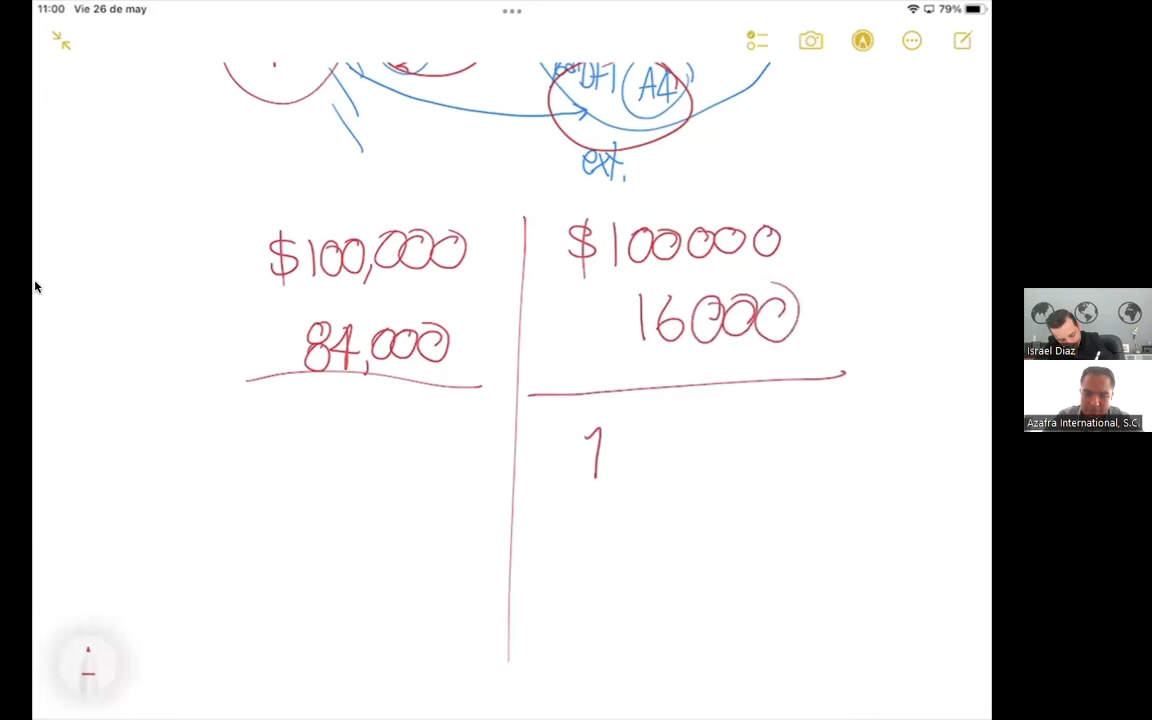 11:00 Vie 26 de may
79%
A4
ext.
$100,000
84,000
$100000
16000
1
Israel Diaz
Azafra International, S.C.